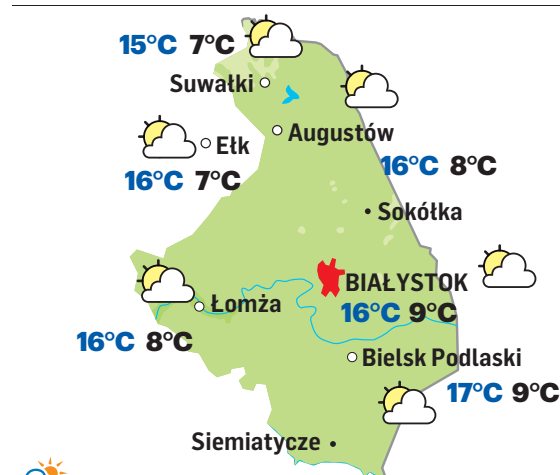 15°C 7°C
Suwałki
Augustów
Ełk
16°C 7°C
16°C 8°C
Sokółka
BIAŁYSTOK
16°C 9°C
Łomża
16°C 8°C
Bielsk Podlaski
17°C 9°C
Siemiatycze